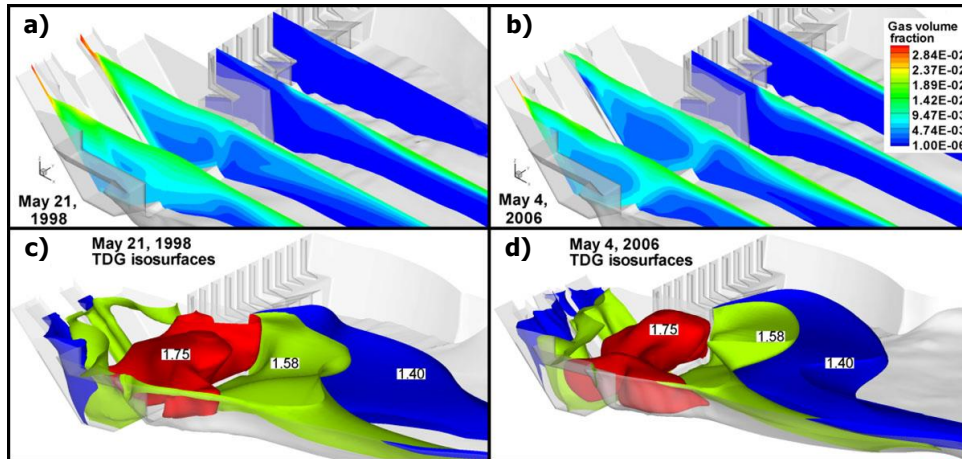 a)
May 21,
1998
b)
Gas volume
fraction
2.84E-02
2.37E-02
1.89E-02
1.42E-02
9.47E-03
4.74E-03
1.00E-06
May 4,
2006
c)
May 21, 1998
TDG isosurfaces
1.75
1.58
1.40
d)
May 4, 2006
TDG isosurfaces
1.75
1.58
1.40